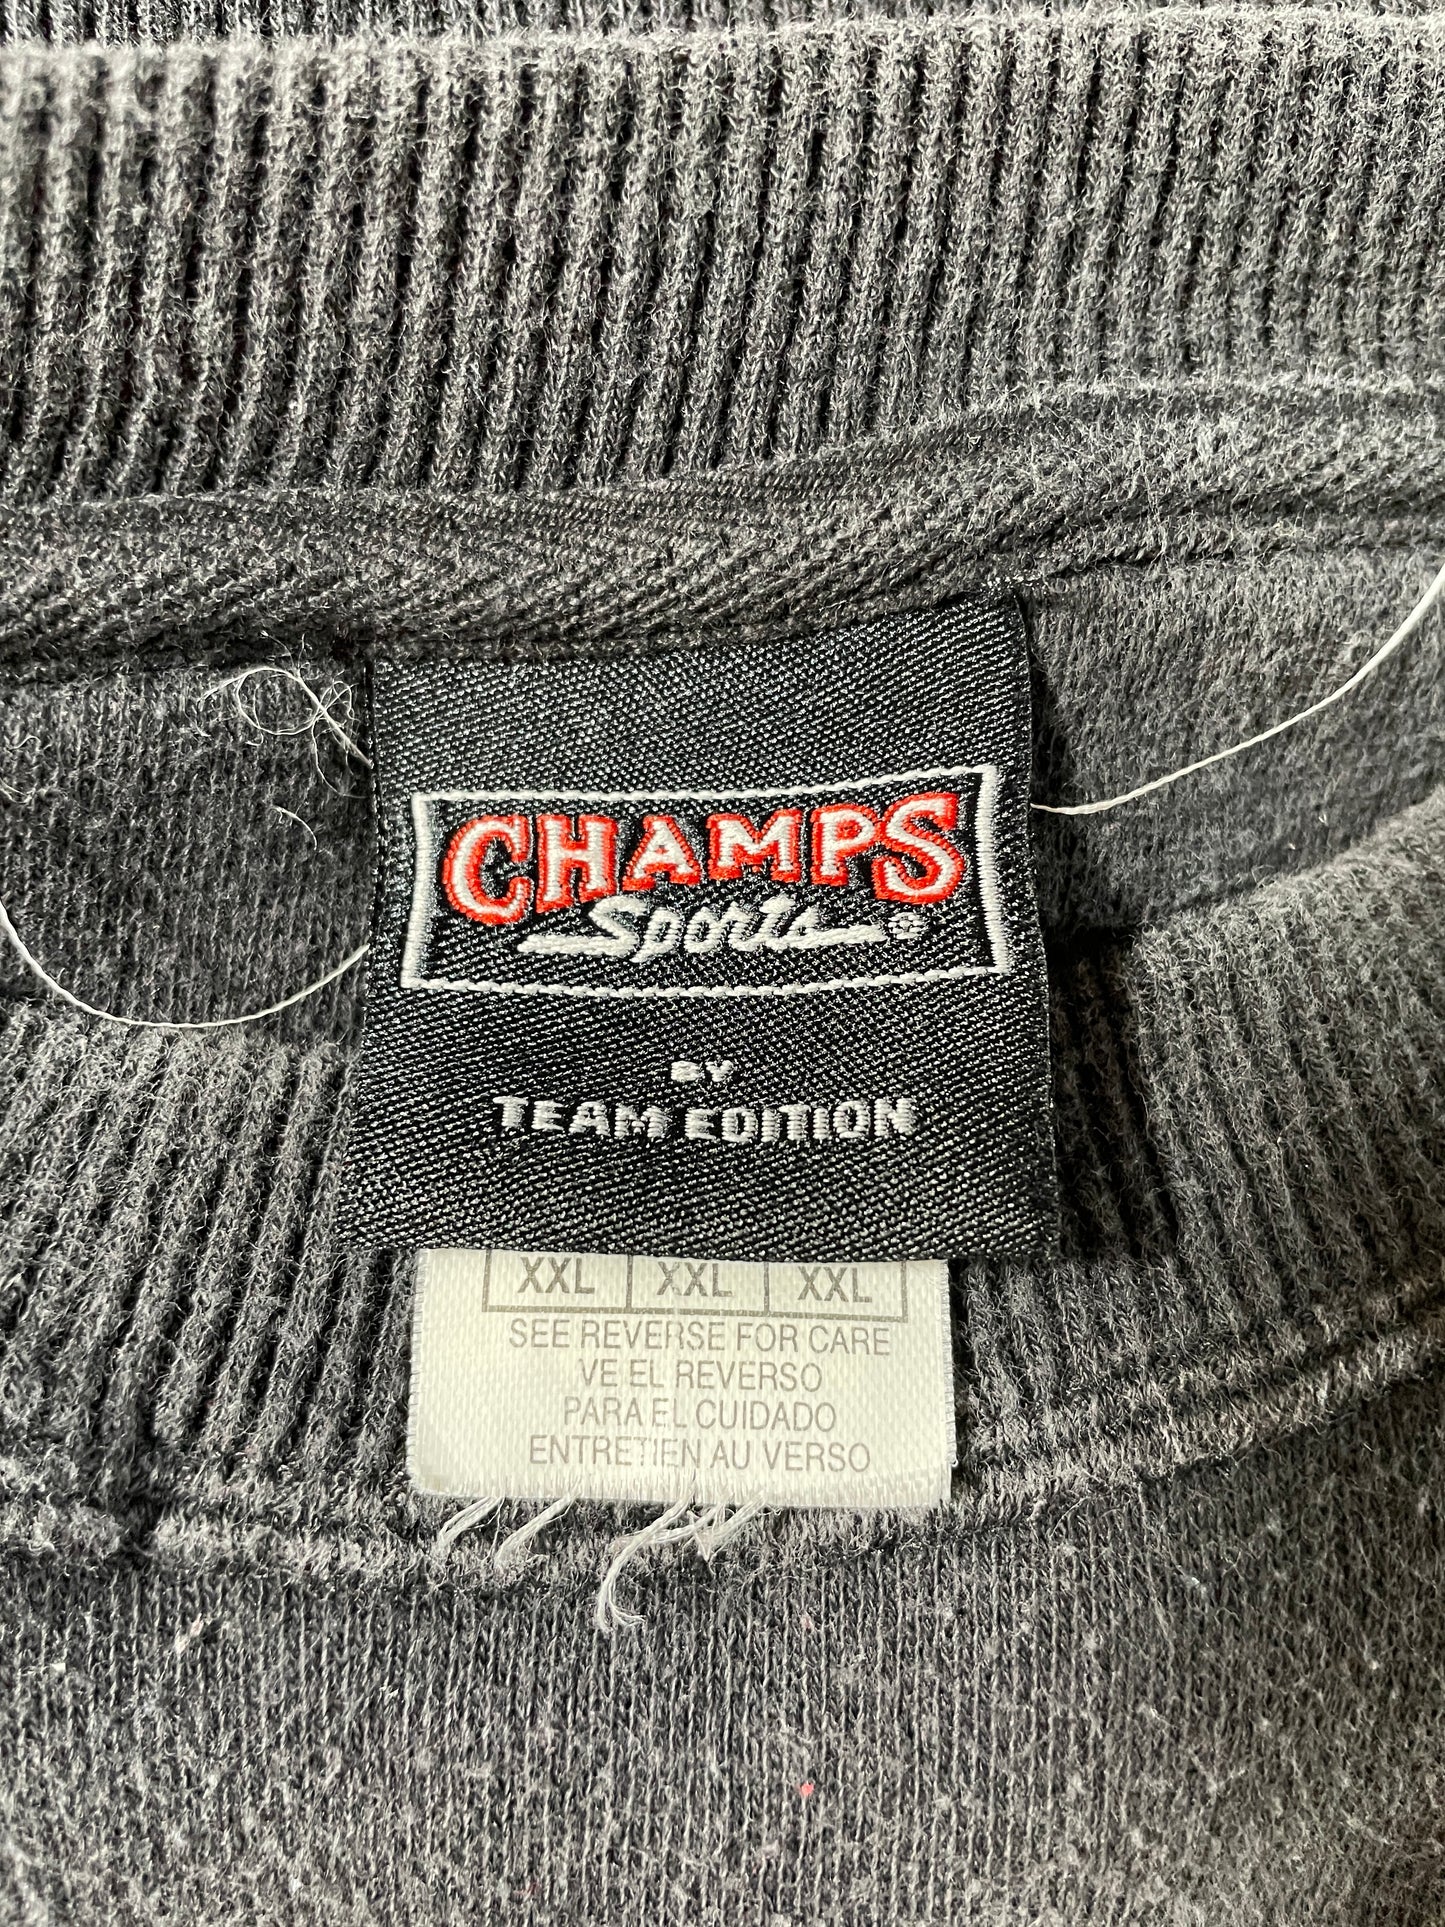 CHAMPS
Sports ®
BY
TEAM EDITION
XXL XXL XXL
SEE REVERSE FOR CARE
VE EL REVERSO
PARA EL CUIDADO
ENTRETIEN AU VERSO